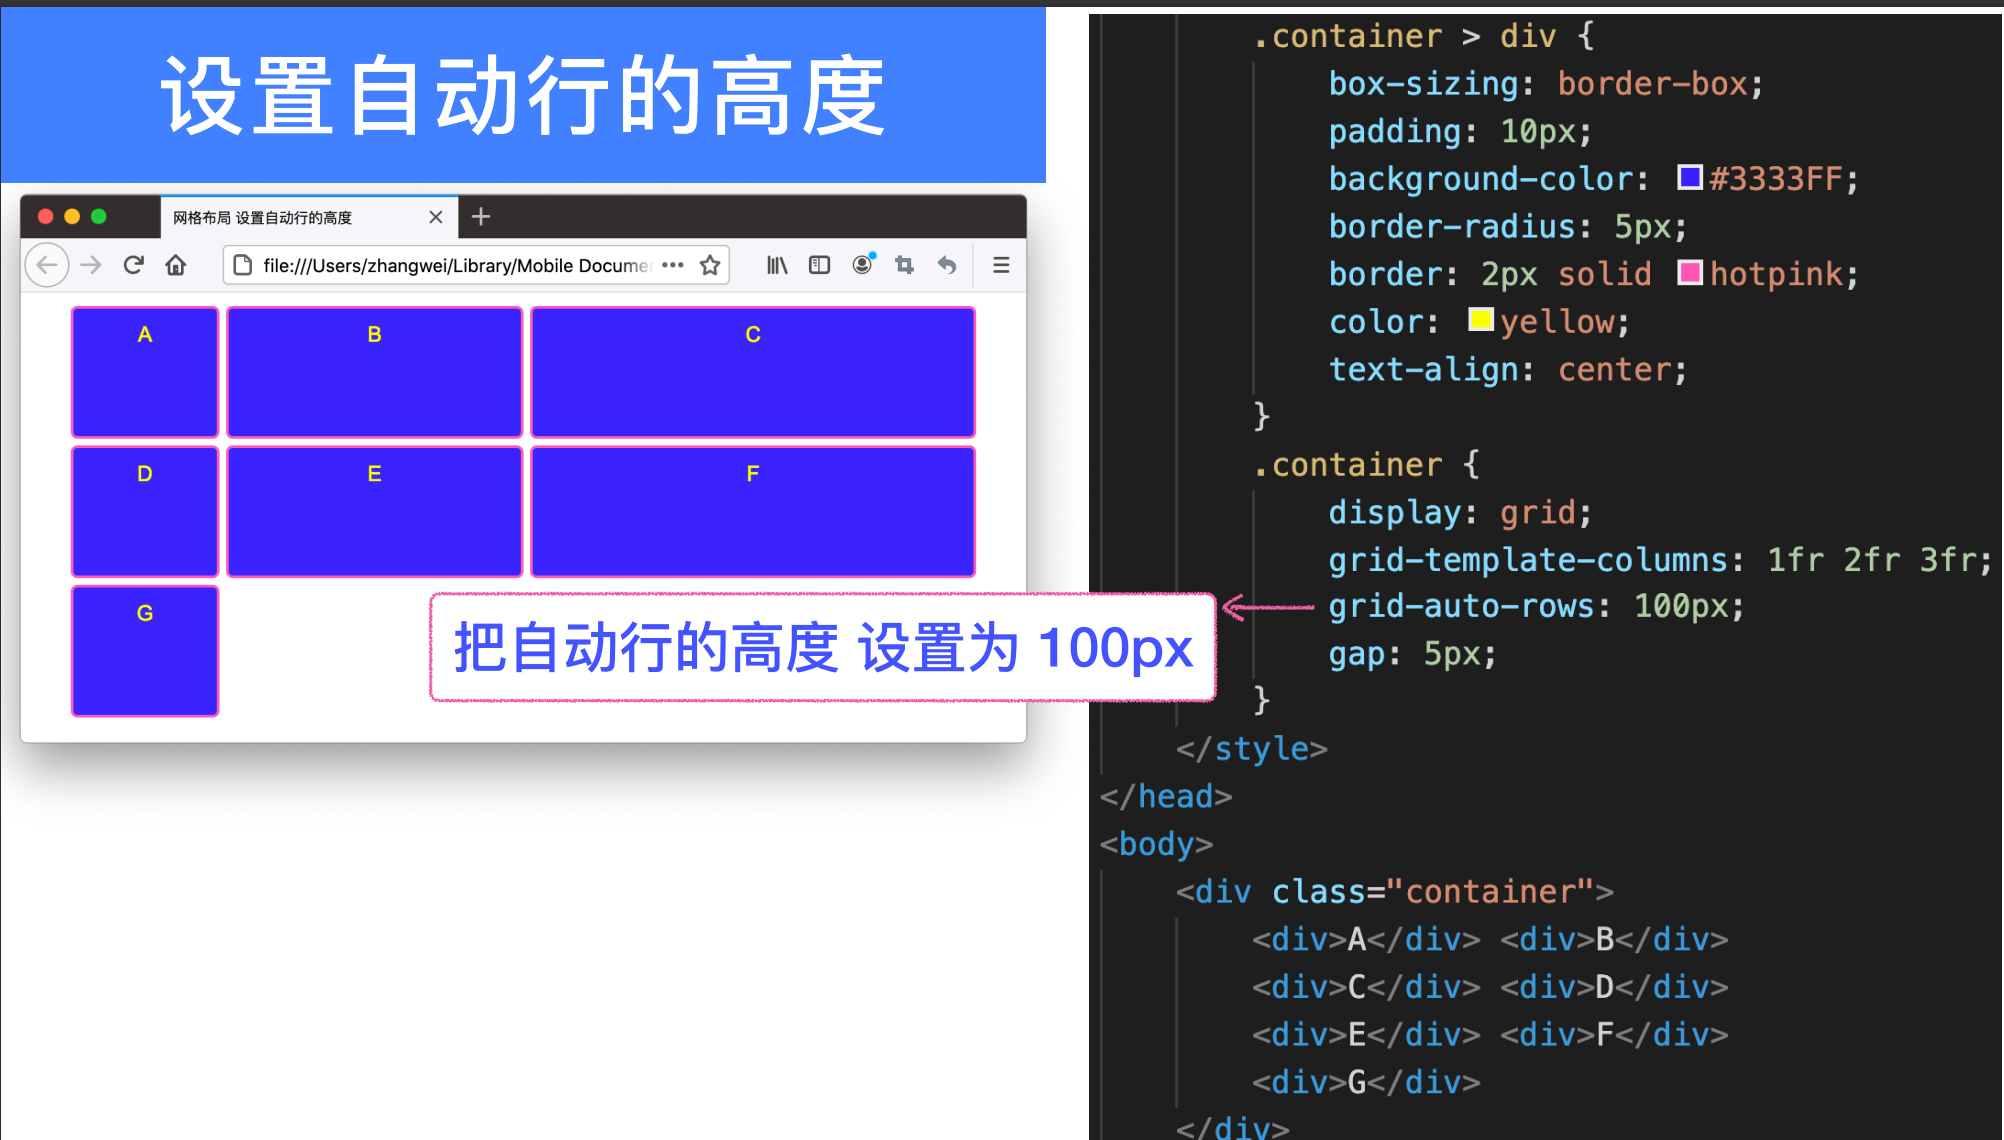 设置自动行的高度
网格布局 设置自动行的高度
file:///Users/zhangwei/Library/Mobile Docume
A B C
D E F
G
把自动行的高度 设置为 100px
.container > div {
box-sizing: border-box;
padding: 10px;
background-color: #3333FF;
border-radius: 5px;
border: 2px solid hotpink;
color: yellow;
text-align: center;
}
.container {
display: grid;
grid-template-columns: 1fr 2fr 3fr;
grid-auto-rows: 100px;
gap: 5px;
}
</style>
</head>
<body>
<div class="container">
<div>A</div> <div>B</div>
<div>C</div> <div>D</div>
<div>E</div> <div>F</div>
<div>G</div>
</div>